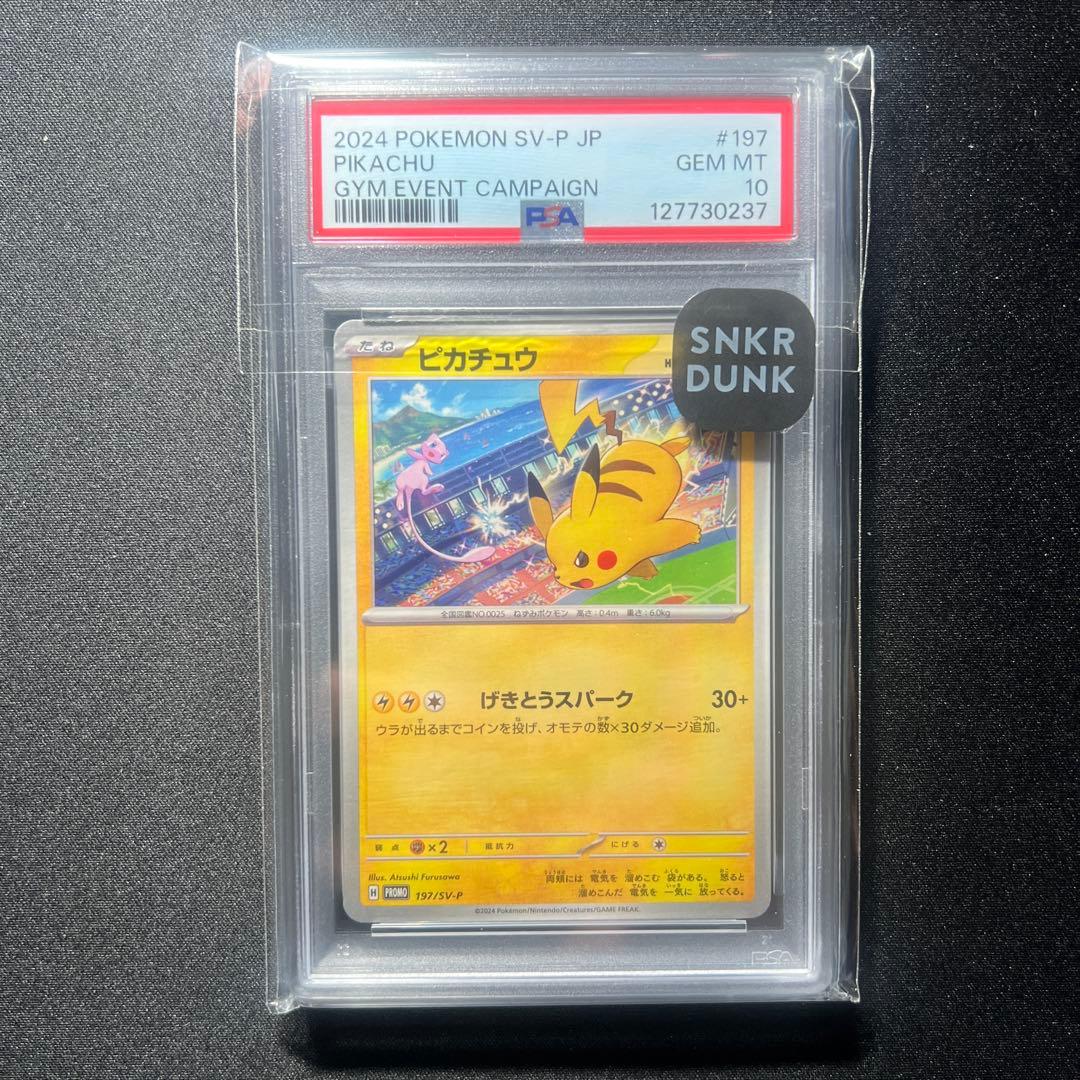 2024 POKEMON SV-P JP #197
PIKACHU GEM MT
GYM EVENT CAMPAIGN 10
PSA 127730237
SNKR
DUNK
たね ピカチュウ H
全国図鑑NO.0025 ねずみポケモン 高さ:0.4m 重さ:6.0kg
げきとうスパーク 30+
ウラが出るまでコインを投げ、オモテの数×30ダメージ追加。
弱点 ×2 抵抗力 にげる
Illus. Atsushi Furusawa
両頬には 電気を 溜めこむ 袋がある。 怒ると
溜めこんだ 電気を 一気に 放ってくる。
H PROMO 197/SV-P
©2024 Pokémon/Nintendo/Creatures/GAME FREAK.
PSA